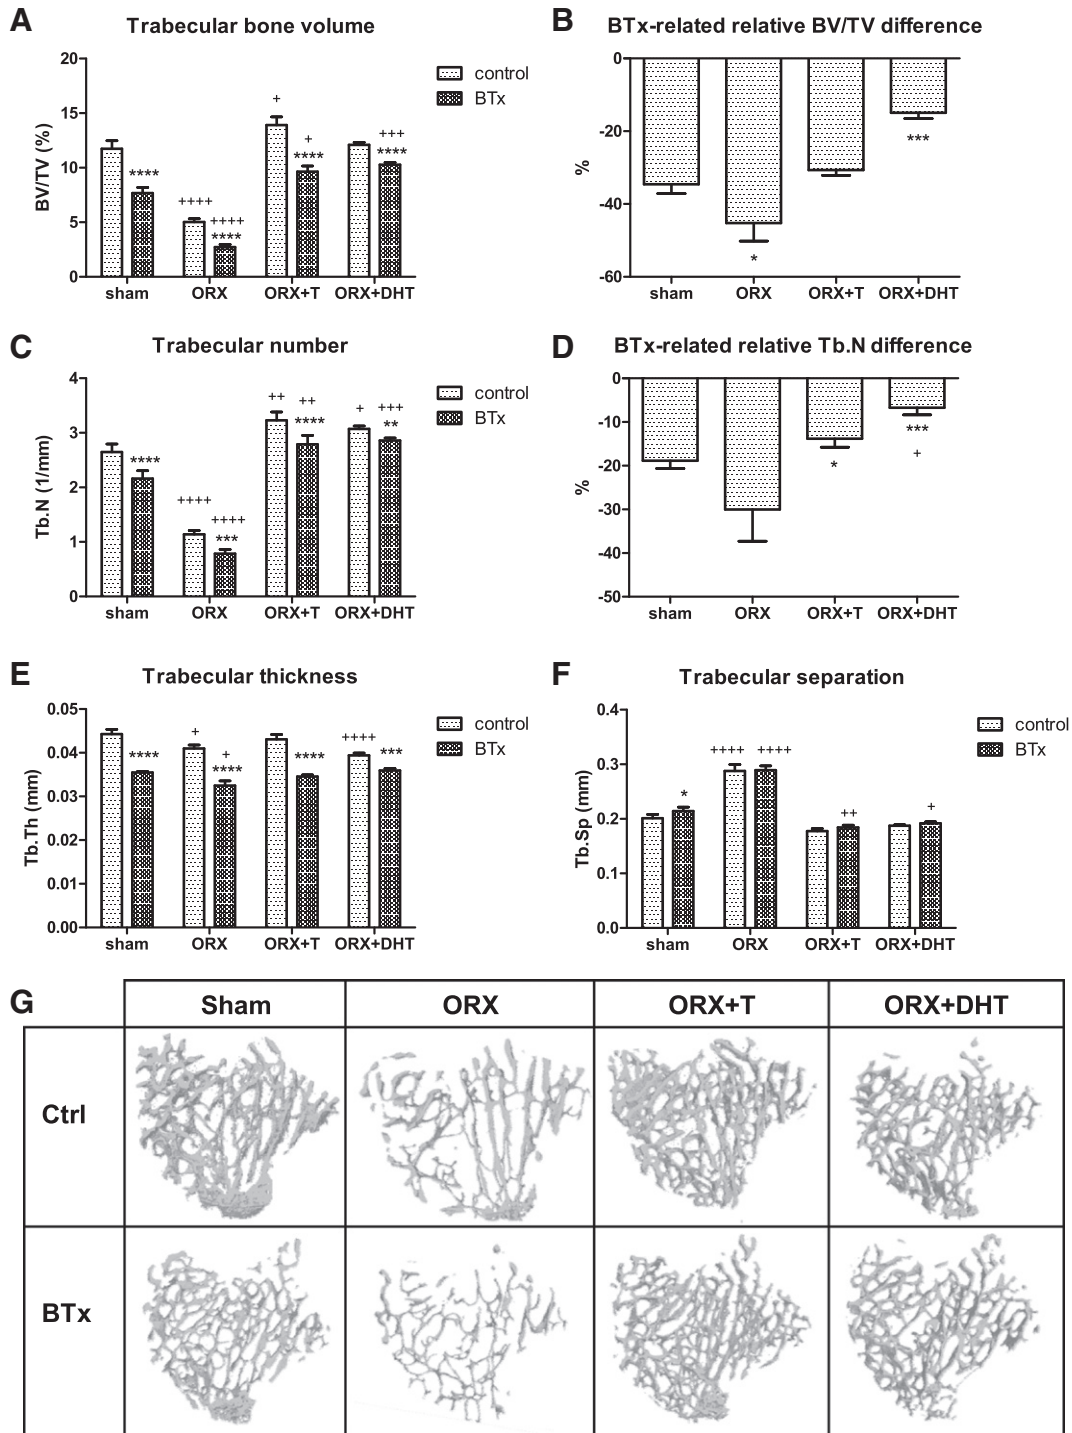 A Trabecular bone volume
BV/TV (%)
20
15
10
5
0
control
BTx
****
++++
++++
****
+
+
****
+++
****
sham ORX ORX+T ORX+DHT
B BTx-related relative BV/TV difference
%
0
-20
-40
-60
*
***
sham ORX ORX+T ORX+DHT
C Trabecular number
Tb.N (1/mm)
4
3
2
1
0
control
BTx
****
++++
++++
***
++
++
****
+
+++
**
sham ORX ORX+T ORX+DHT
D BTx-related relative Tb.N difference
%
0
-10
-20
-30
-40
-50
*
***
+
sham ORX ORX+T ORX+DHT
E Trabecular thickness
Tb.Th (mm)
0.05
0.04
0.03
0.02
0.01
0.00
control
BTx
****
+
+
****
****
++++
***
sham ORX ORX+T ORX+DHT
F Trabecular separation
Tb.Sp (mm)
0.4
0.3
0.2
0.1
0.0
control
BTx
*
++++ ++++
++
+
sham ORX ORX+T ORX+DHT
G
Sham ORX ORX+T ORX+DHT
Ctrl
BTx